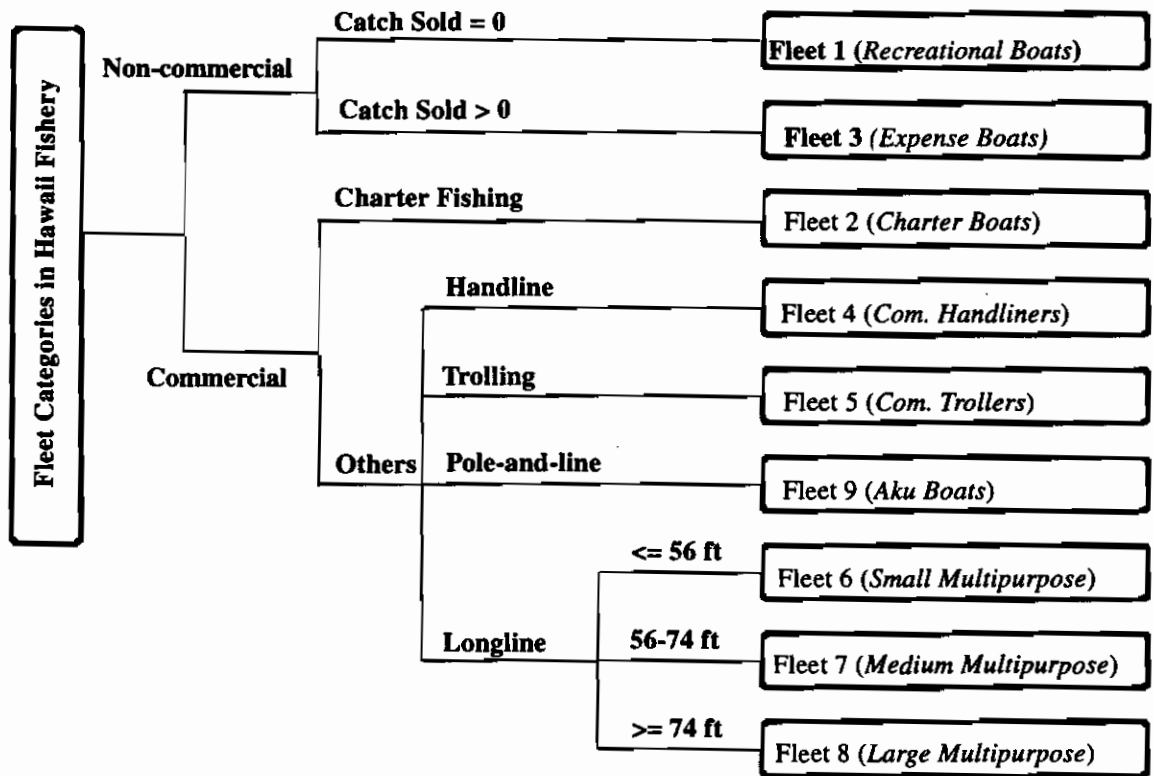 Fleet Categories in Hawaii Fishery
Non-commercial
Catch Sold = 0
Fleet 1 (Recreational Boats)
Catch Sold > 0
Fleet 3 (Expense Boats)
Commercial
Charter Fishing
Fleet 2 (Charter Boats)
Others
Handline
Fleet 4 (Com. Handliners)
Trolling
Fleet 5 (Com. Trollers)
Pole-and-line
Fleet 9 (Aku Boats)
Longline
<= 56 ft
Fleet 6 (Small Multipurpose)
56-74 ft
Fleet 7 (Medium Multipurpose)
>= 74 ft
Fleet 8 (Large Multipurpose)